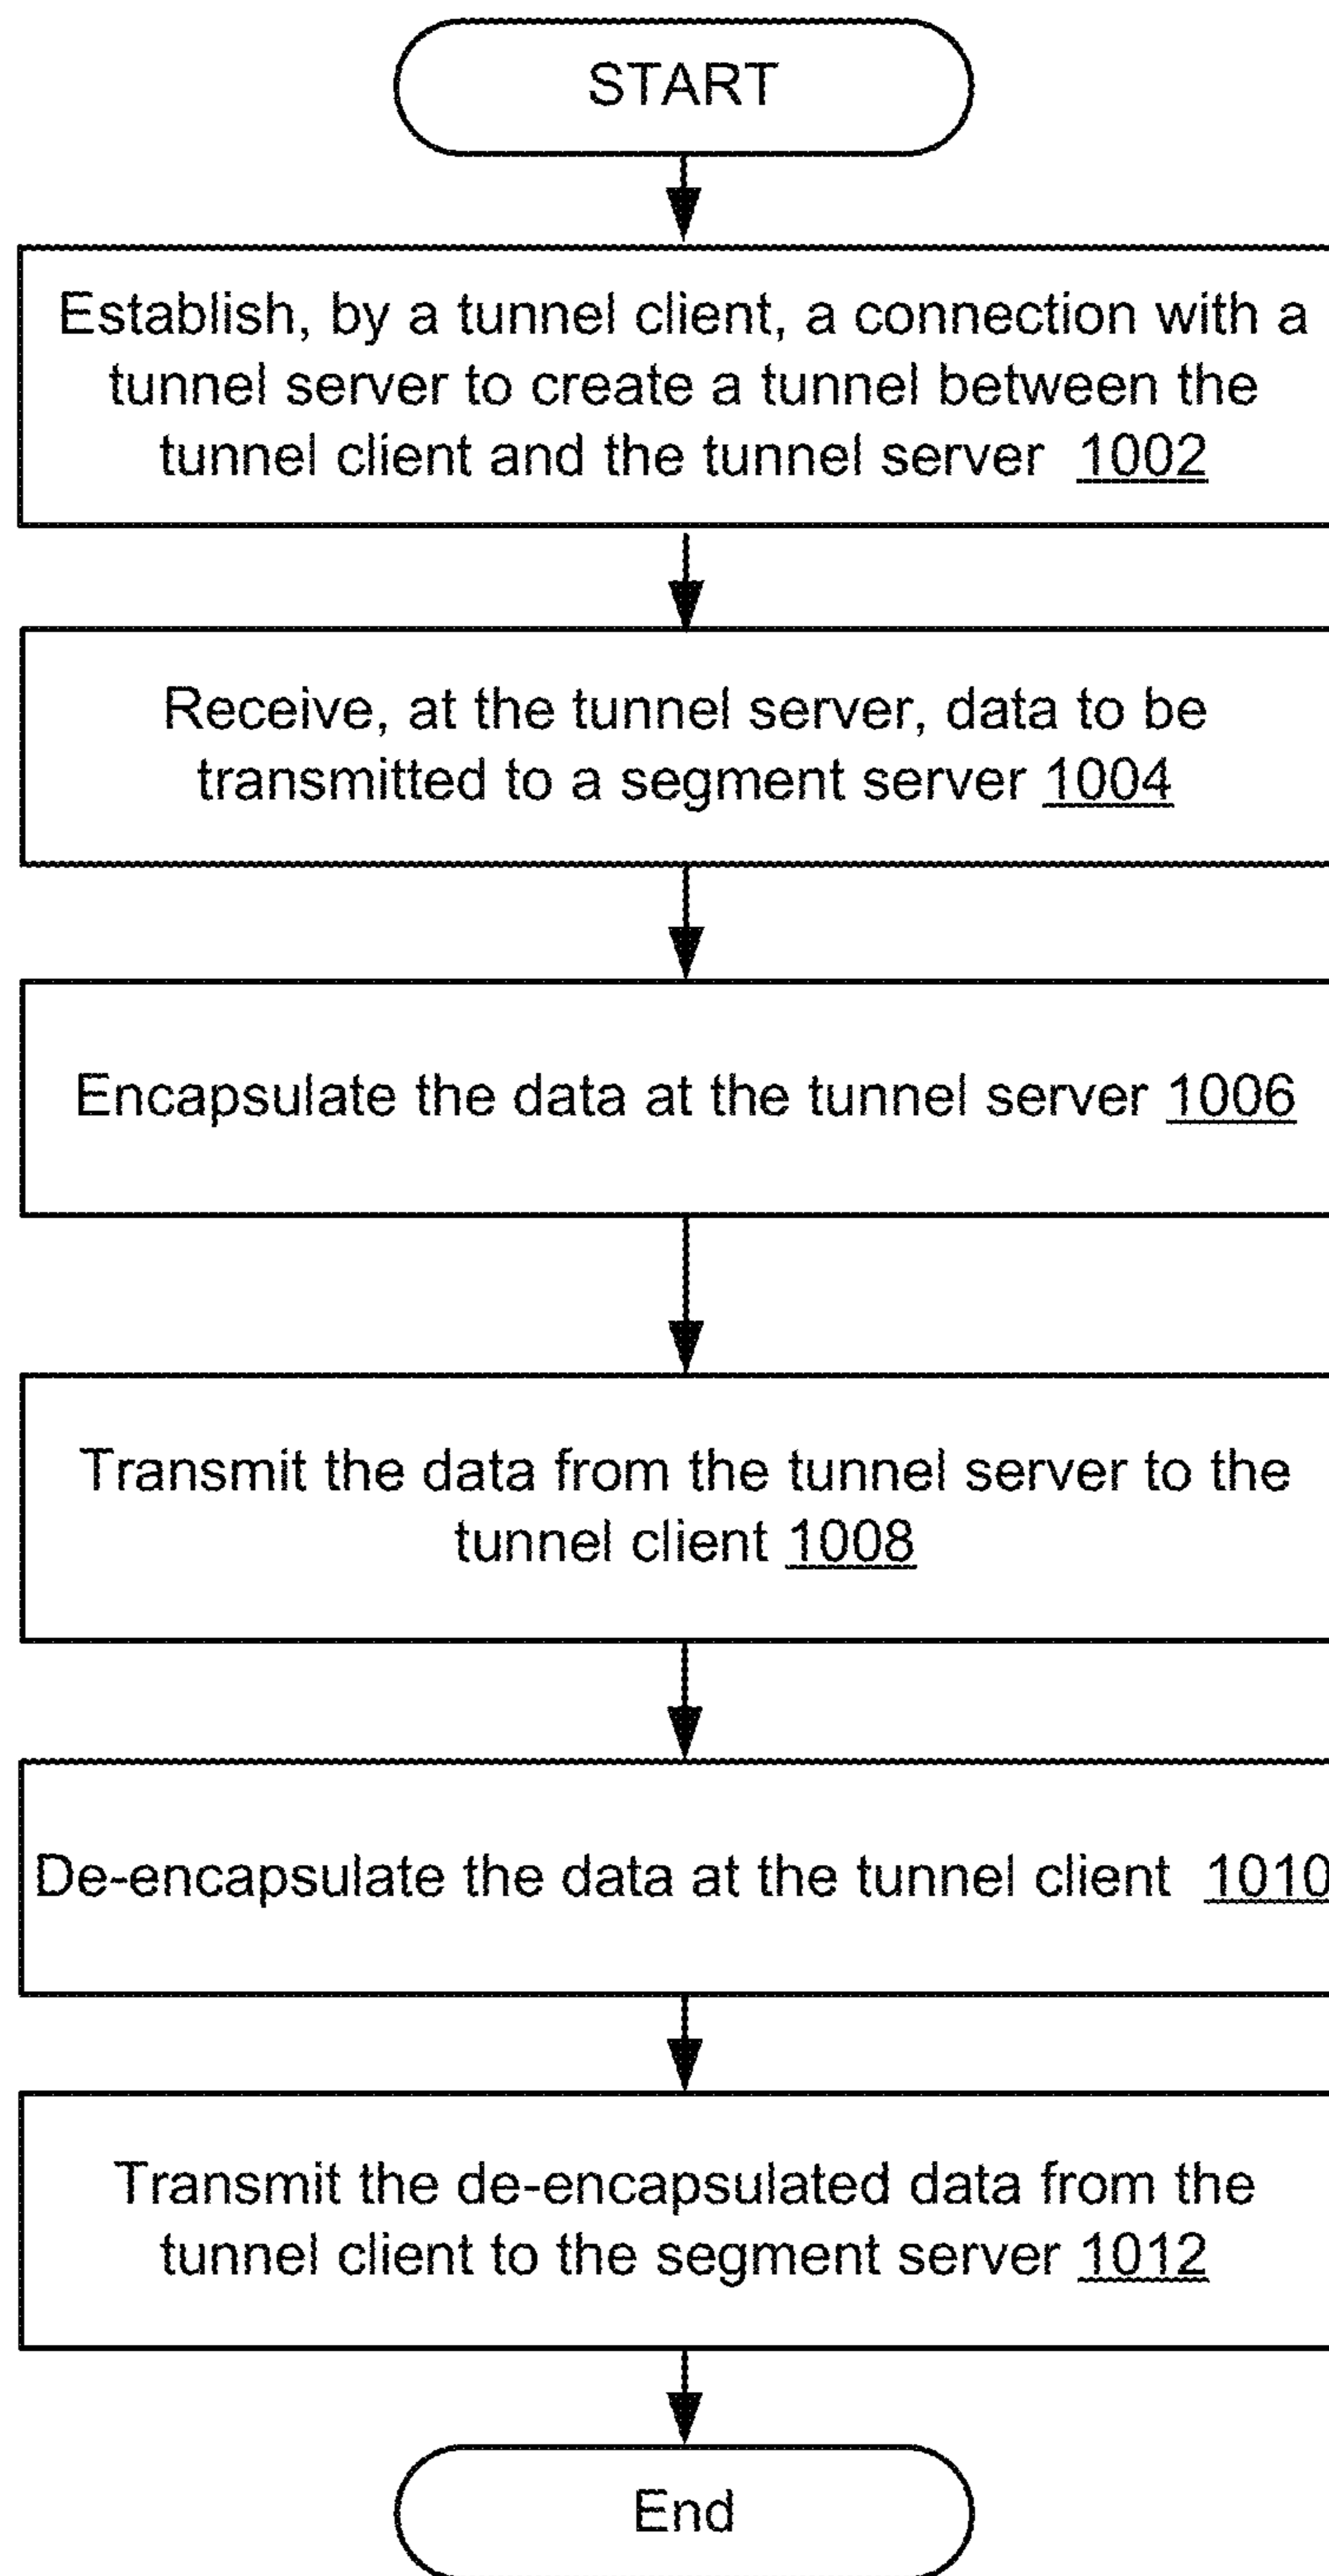 START
Establish, by a tunnel client, a connection with a
tunnel server to create a tunnel between the
tunnel client and the tunnel server 1002
Receive, at the tunnel server, data to be
transmitted to a segment server 1004
Encapsulate the data at the tunnel server 1006
Transmit the data from the tunnel server to the
tunnel client 1008
De-encapsulate the data at the tunnel client 1010
Transmit the de-encapsulated data from the
tunnel client to the segment server 1012
End